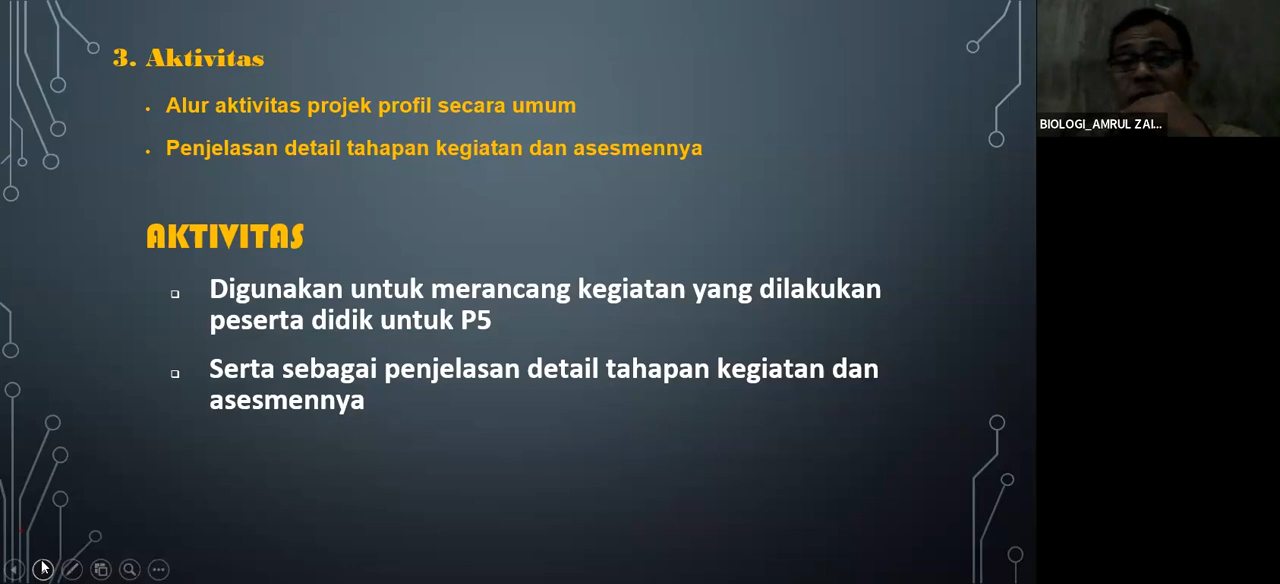 3. Aktivitas
• Alur aktivitas projek profil secara umum
• Penjelasan detail tahapan kegiatan dan asesmennya
AKTIVITAS
Digunakan untuk merancang kegiatan yang dilakukan
peserta didik untuk P5
Serta sebagai penjelasan detail tahapan kegiatan dan
asesmennya
BIOLOGI_AMRUL ZAI...